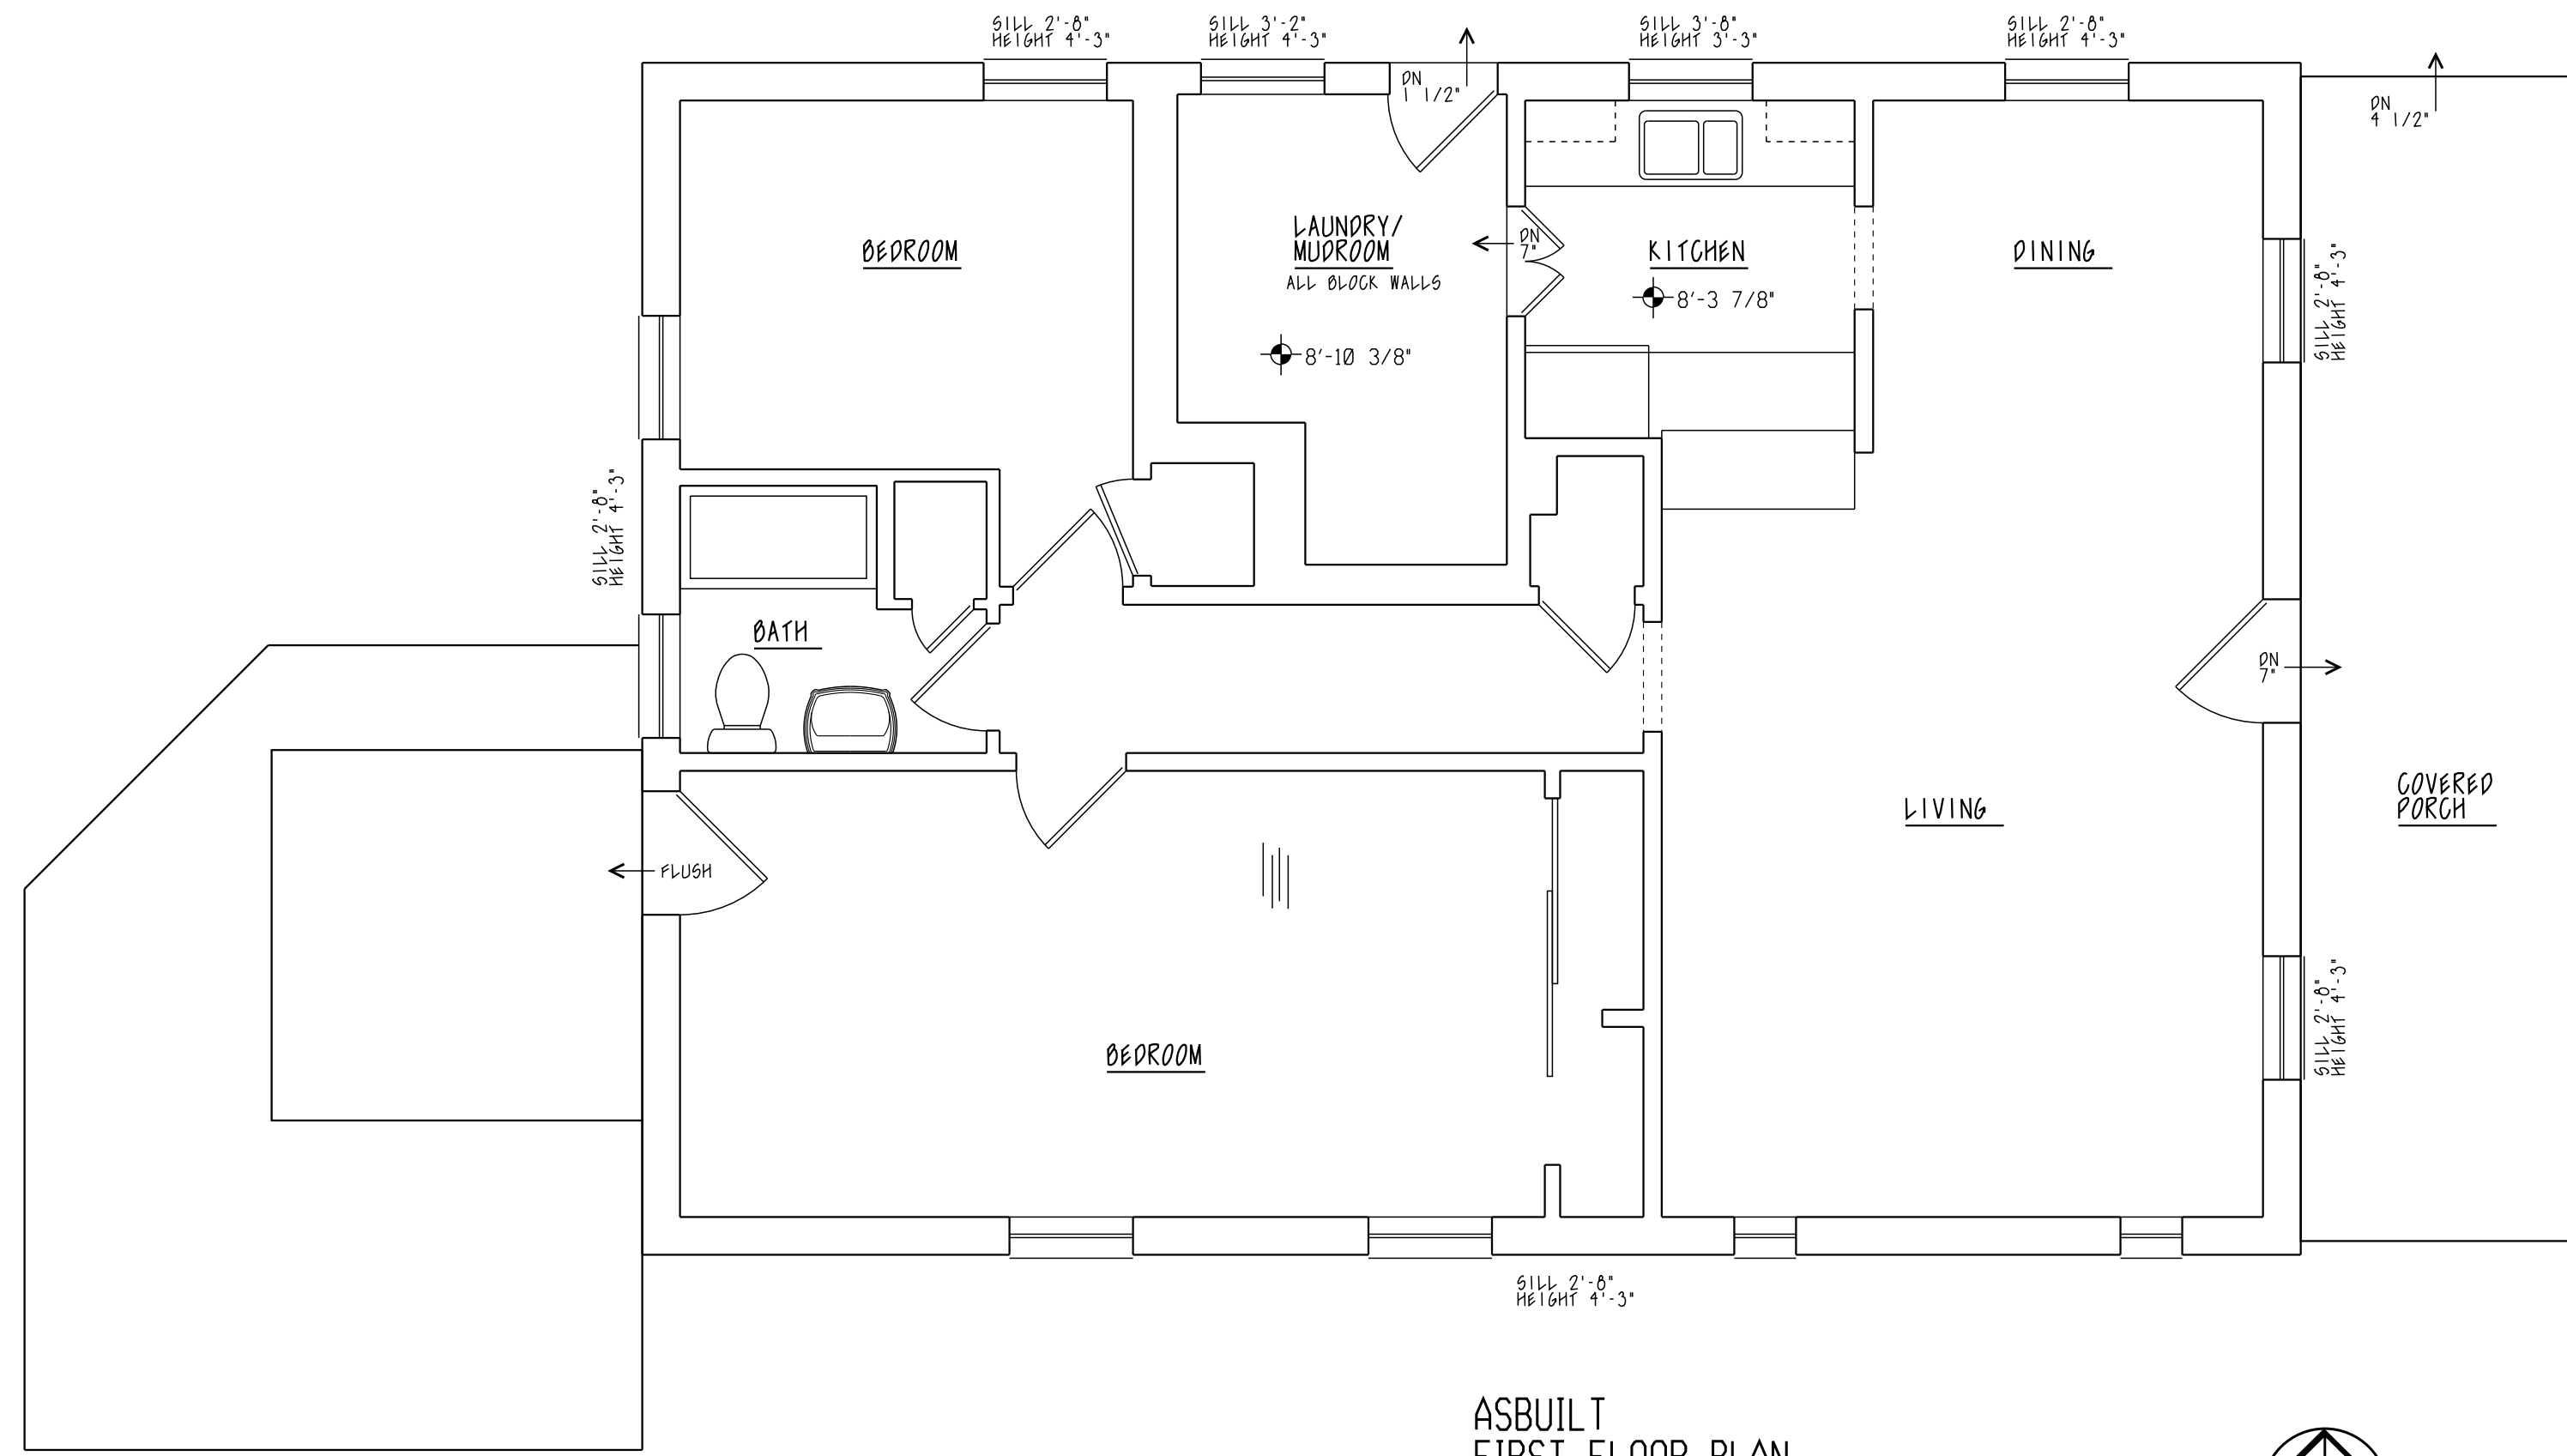 SILL 2'-8"
HEIGHT 4'-3"
SILL 3'-2"
HEIGHT 4'-3"
SILL 3'-8"
HEIGHT 3'-3"
SILL 2'-8"
HEIGHT 4'-3"
DN
1 1/2"
DN
4 1/2"
BEDROOM
LAUNDRY/
MUDROOM
ALL BLOCK WALLS
DN
7"
KITCHEN
8'-3 7/8"
DINING
SILL 2'-8"
HEIGHT 4'-3"
8'-10 3/8"
SILL 2'-8"
HEIGHT 4'-3"
BATH
DN
7"
COVERED
PORCH
LIVING
FLUSH
BEDROOM
SILL 2'-8"
HEIGHT 4'-3"
SILL 2'-8"
HEIGHT 4'-3"
ASBUILT
FIRST FLOOR PLAN